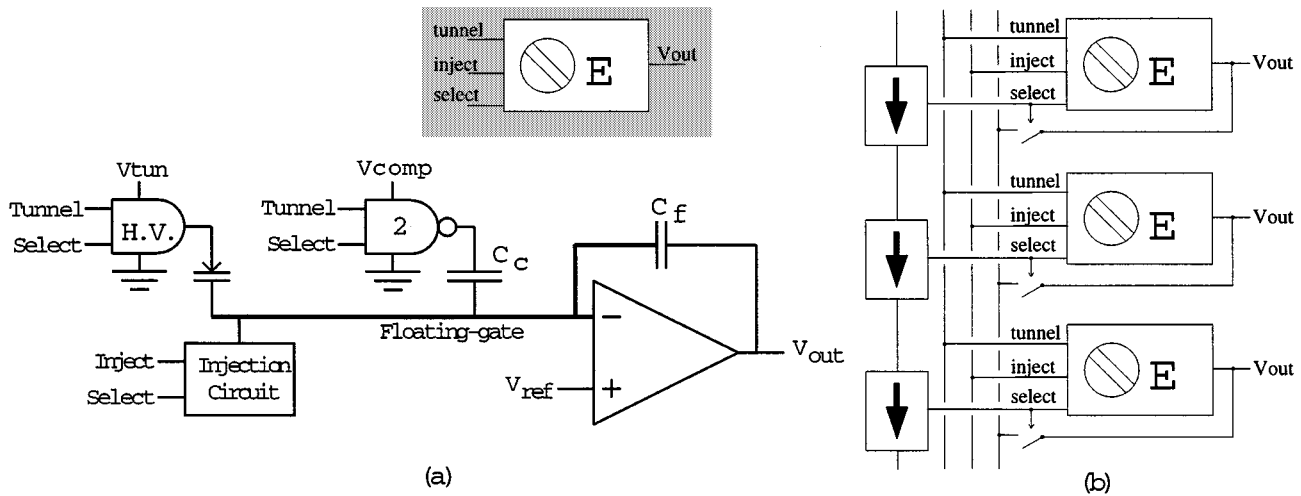 tunnel
inject
select
E
Vout
Vtun
Tunnel
Select
H.V.
Vcomp
Tunnel
Select
2
Cc
Cf
Floating-gate
Inject
Select
Injection
Circuit
Vref
−
+
Vout
(a)
tunnel
inject
select
E
Vout
tunnel
inject
select
E
Vout
tunnel
inject
select
E
Vout
(b)